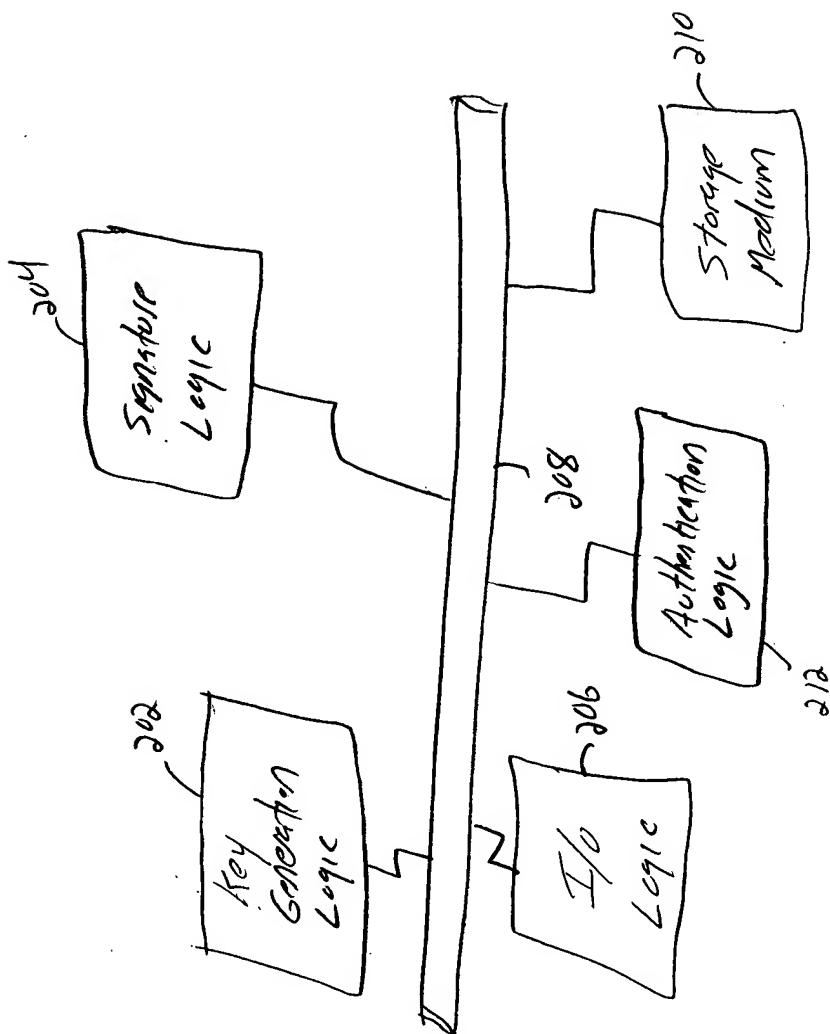 202
Key
Generation
Logic
204
Signature
Logic
208
206
I/O
Logic
212
Authentication
Logic
210
Storage
Medium